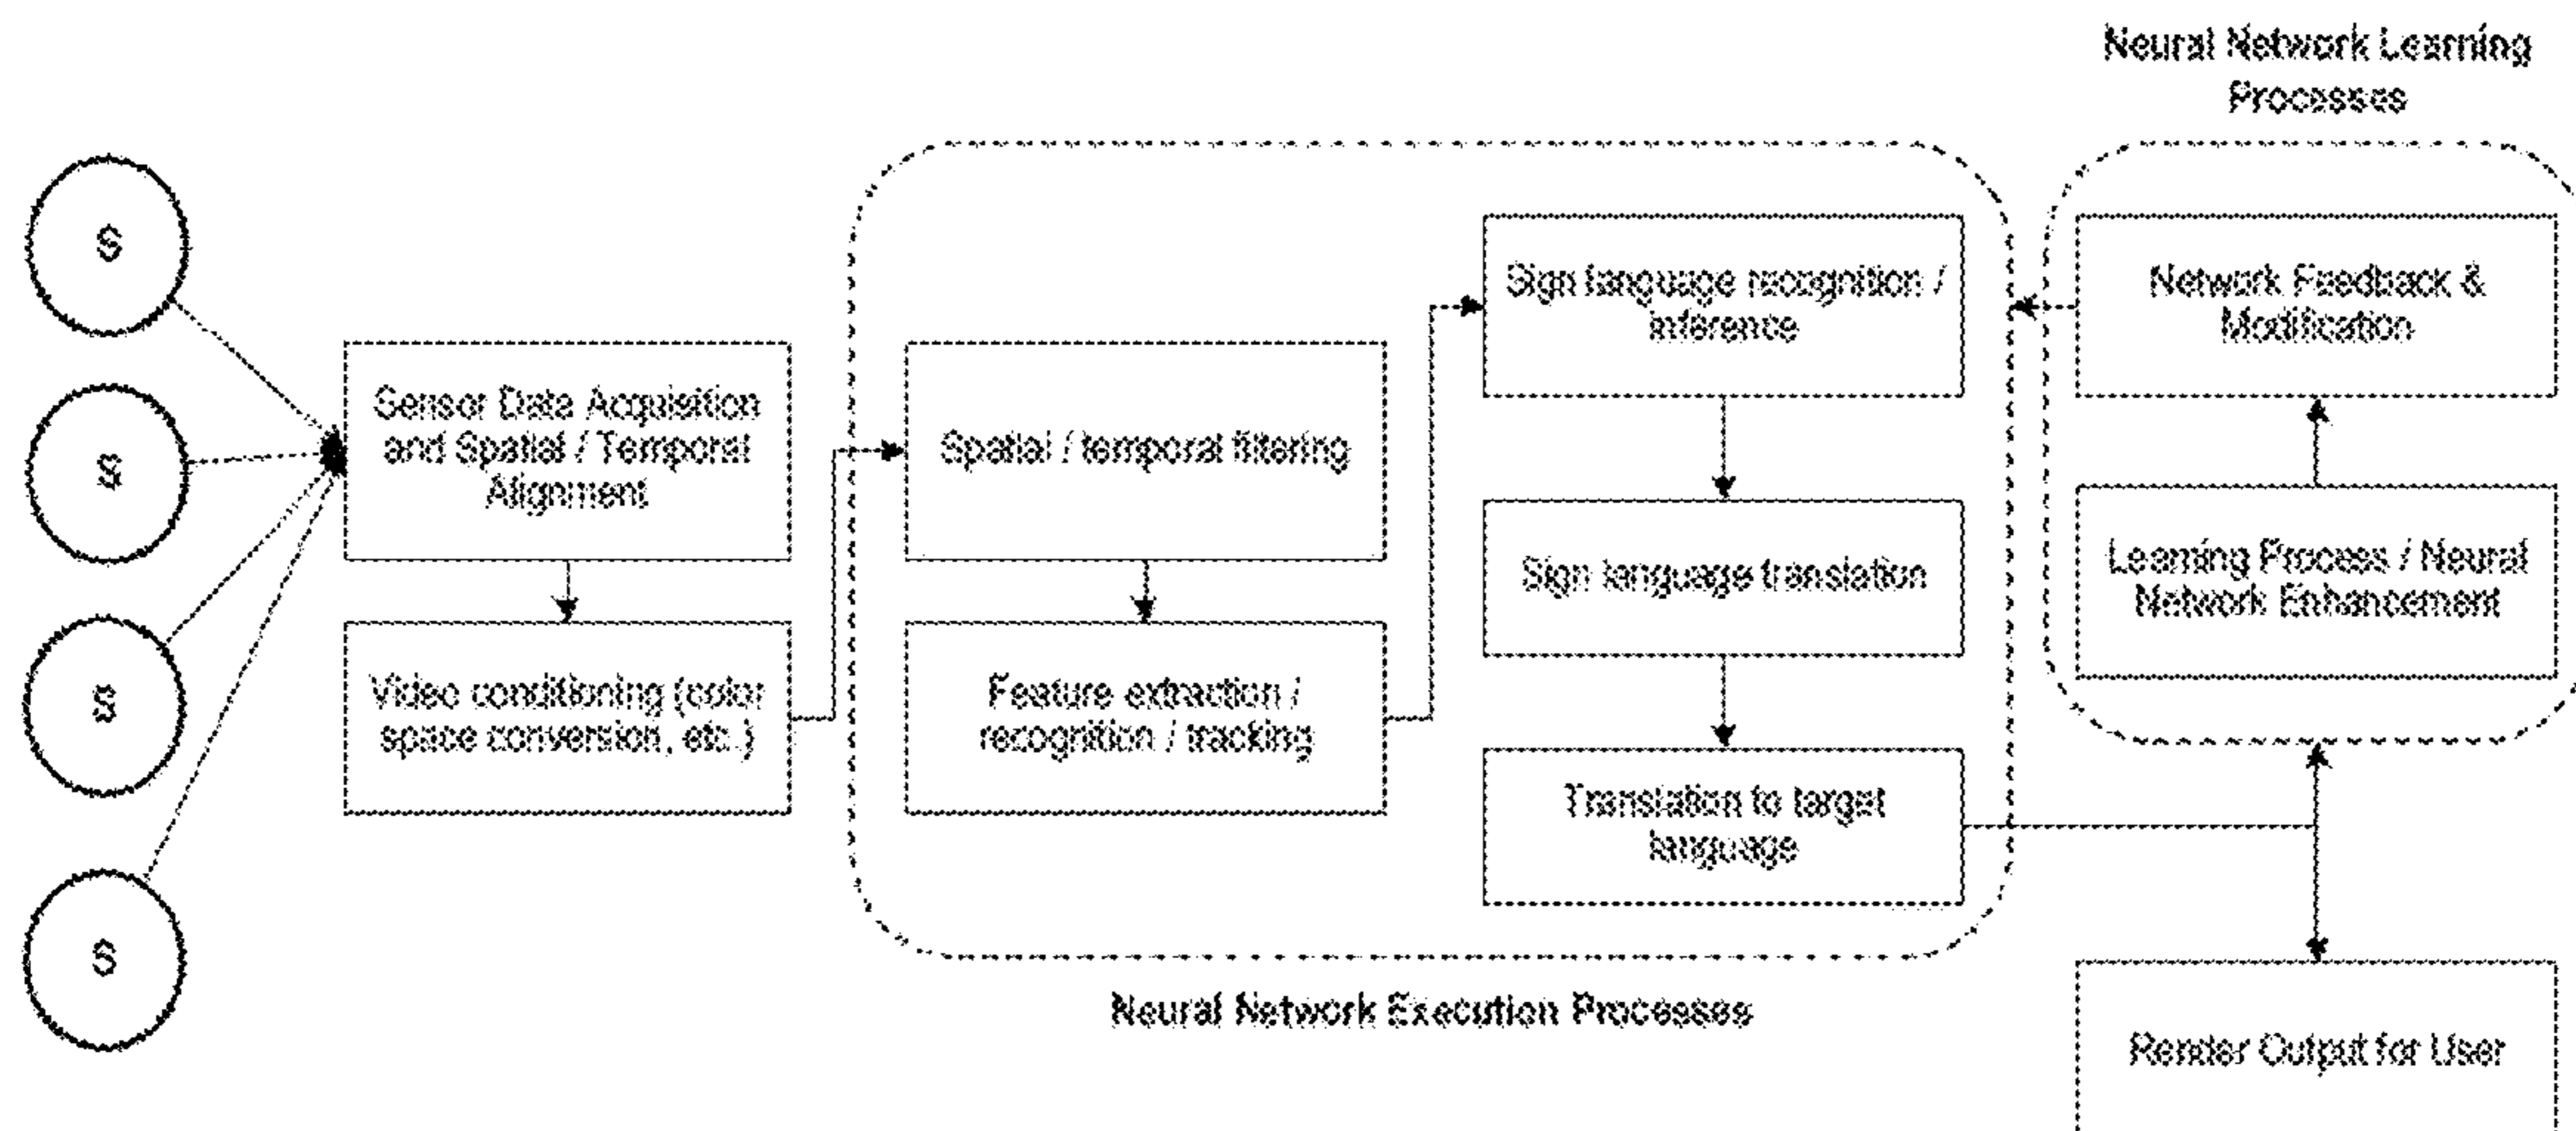 Neural Network Learning
Processes
S
S
S
S
Sensor Data Acquisition
and Spatial / Temporal
Alignment
Video conditioning (color
space conversion, etc.)
Spatial / temporal filtering
Feature extraction /
recognition / tracking
Sign language recognition /
inference
Sign language translation
Translation to target
language
Neural Network Execution Processes
Network Feedback &
Modification
Learning Process / Neural
Network Enhancement
Render Output for User